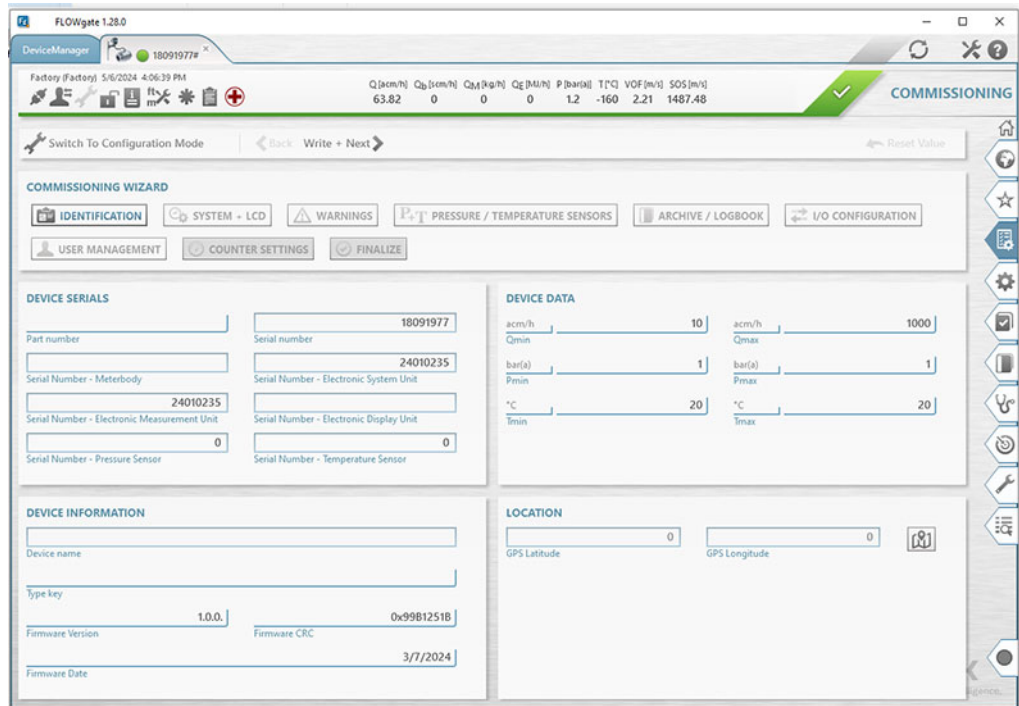 FLOWgate 1.28.0
DeviceManager 18091977# ×
Factory (Factory) 5/6/2024 4:06:39 PM
Q [acm/h] Qb [scm/h] QM [kg/h] QE [MJ/h] P [bar(a)] T [°C] VOF [m/s] SOS [m/s]
63.82 0 0 0 1.2 -160 2.21 1487.48
COMMISSIONING
Switch To Configuration Mode Back Write + Next Reset Value
COMMISSIONING WIZARD
IDENTIFICATION SYSTEM + LCD WARNINGS P+T PRESSURE / TEMPERATURE SENSORS ARCHIVE / LOGBOOK I/O CONFIGURATION
USER MANAGEMENT COUNTER SETTINGS FINALIZE
DEVICE SERIALS
18091977
Part number Serial number
24010235
Serial Number - Meterbody Serial Number - Electronic System Unit
24010235
Serial Number - Electronic Measurement Unit Serial Number - Electronic Display Unit
0 0
Serial Number - Pressure Sensor Serial Number - Temperature Sensor
DEVICE DATA
acm/h 10 acm/h 1000
Qmin Qmax
bar(a) 1 bar(a) 1
Pmin Pmax
°C 20 °C 20
Tmin Tmax
DEVICE INFORMATION
Device name
Type key
1.0.0. 0x99B1251B
Firmware Version Firmware CRC
3/7/2024
Firmware Date
LOCATION
0 0
GPS Latitude GPS Longitude